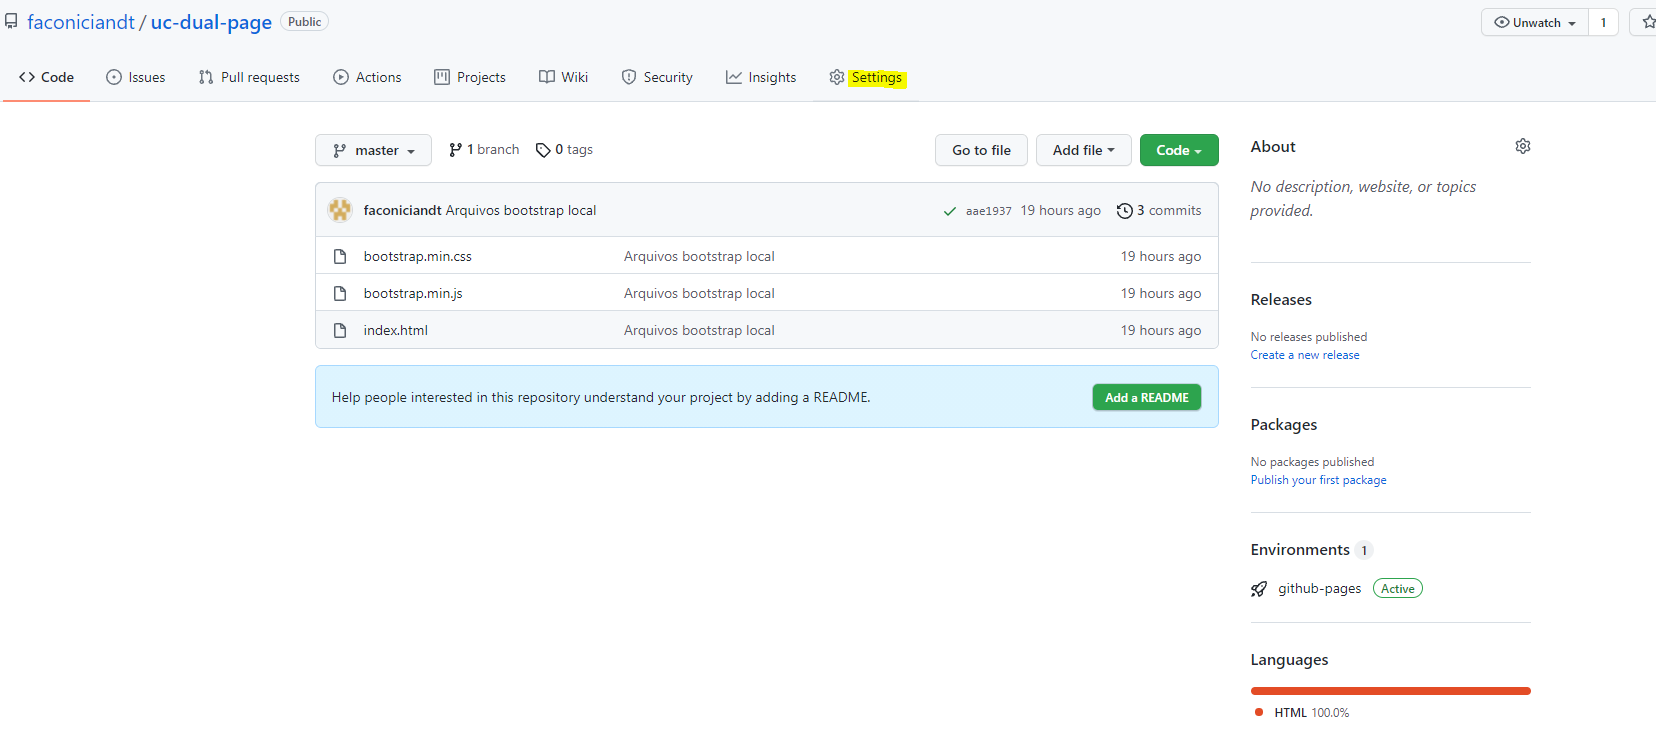 faconiciandt / uc-dual-page Public
Unwatch 1
Code Issues Pull requests Actions Projects Wiki Security Insights Settings
master 1 branch 0 tags Go to file Add file Code
faconiciandt Arquivos bootstrap local aae1937 19 hours ago 3 commits
bootstrap.min.css Arquivos bootstrap local 19 hours ago
bootstrap.min.js Arquivos bootstrap local 19 hours ago
index.html Arquivos bootstrap local 19 hours ago
Help people interested in this repository understand your project by adding a README. Add a README
About
No description, website, or topics
provided.
Releases
No releases published
Create a new release
Packages
No packages published
Publish your first package
Environments 1
github-pages Active
Languages
HTML 100.0%